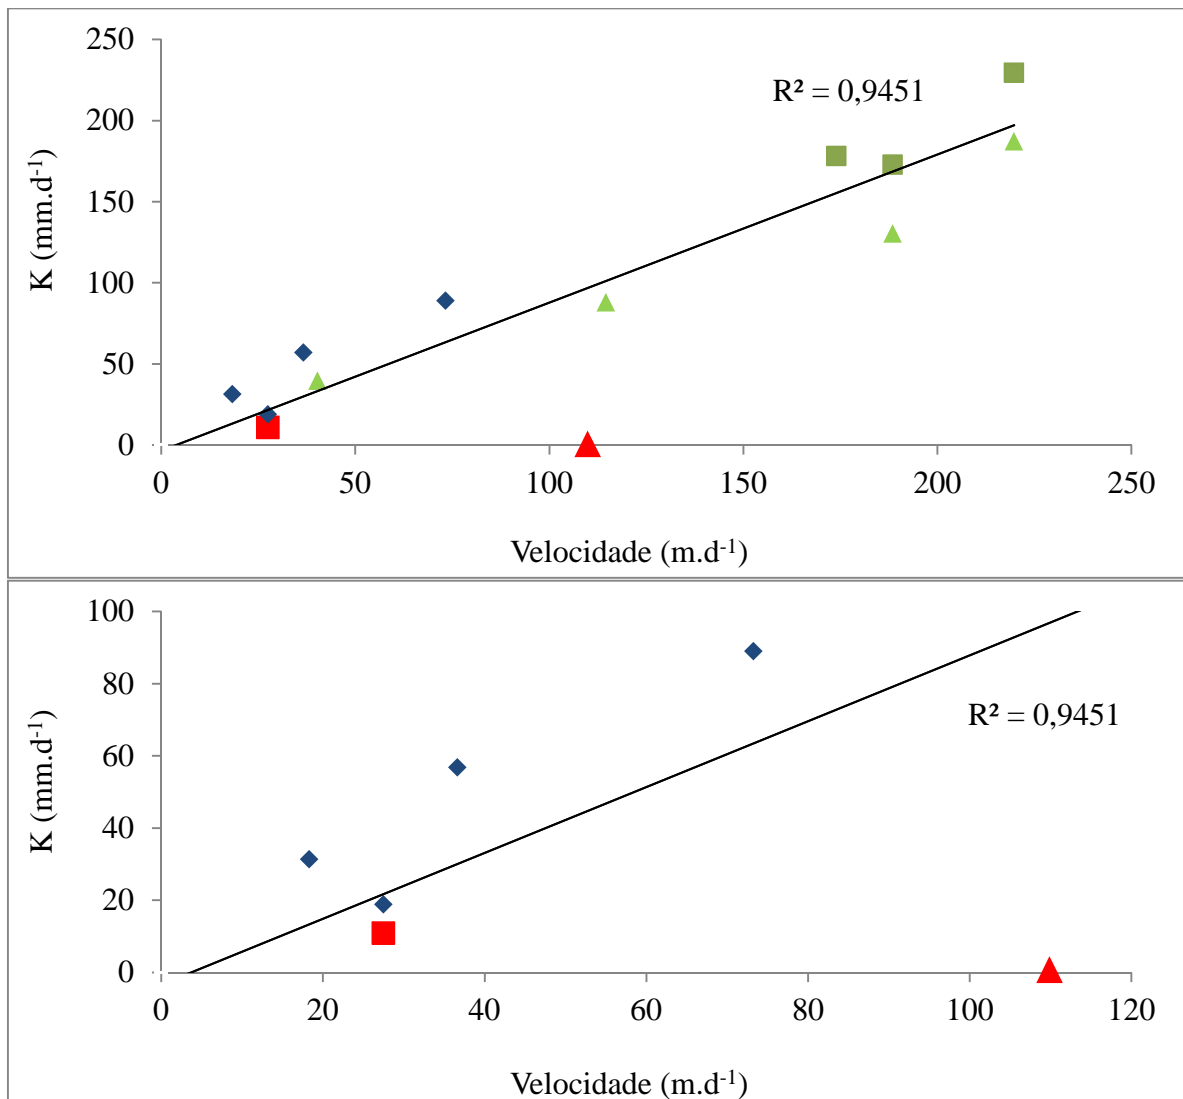 250
200
150
100
50
0
K (mm.d⁻¹)
R² = 0,9451
0 50 100 150 200 250
Velocidade (m.d⁻¹)
100
80
60
40
20
0
K (mm.d⁻¹)
R² = 0,9451
0 20 40 60 80 100 120
Velocidade (m.d⁻¹)